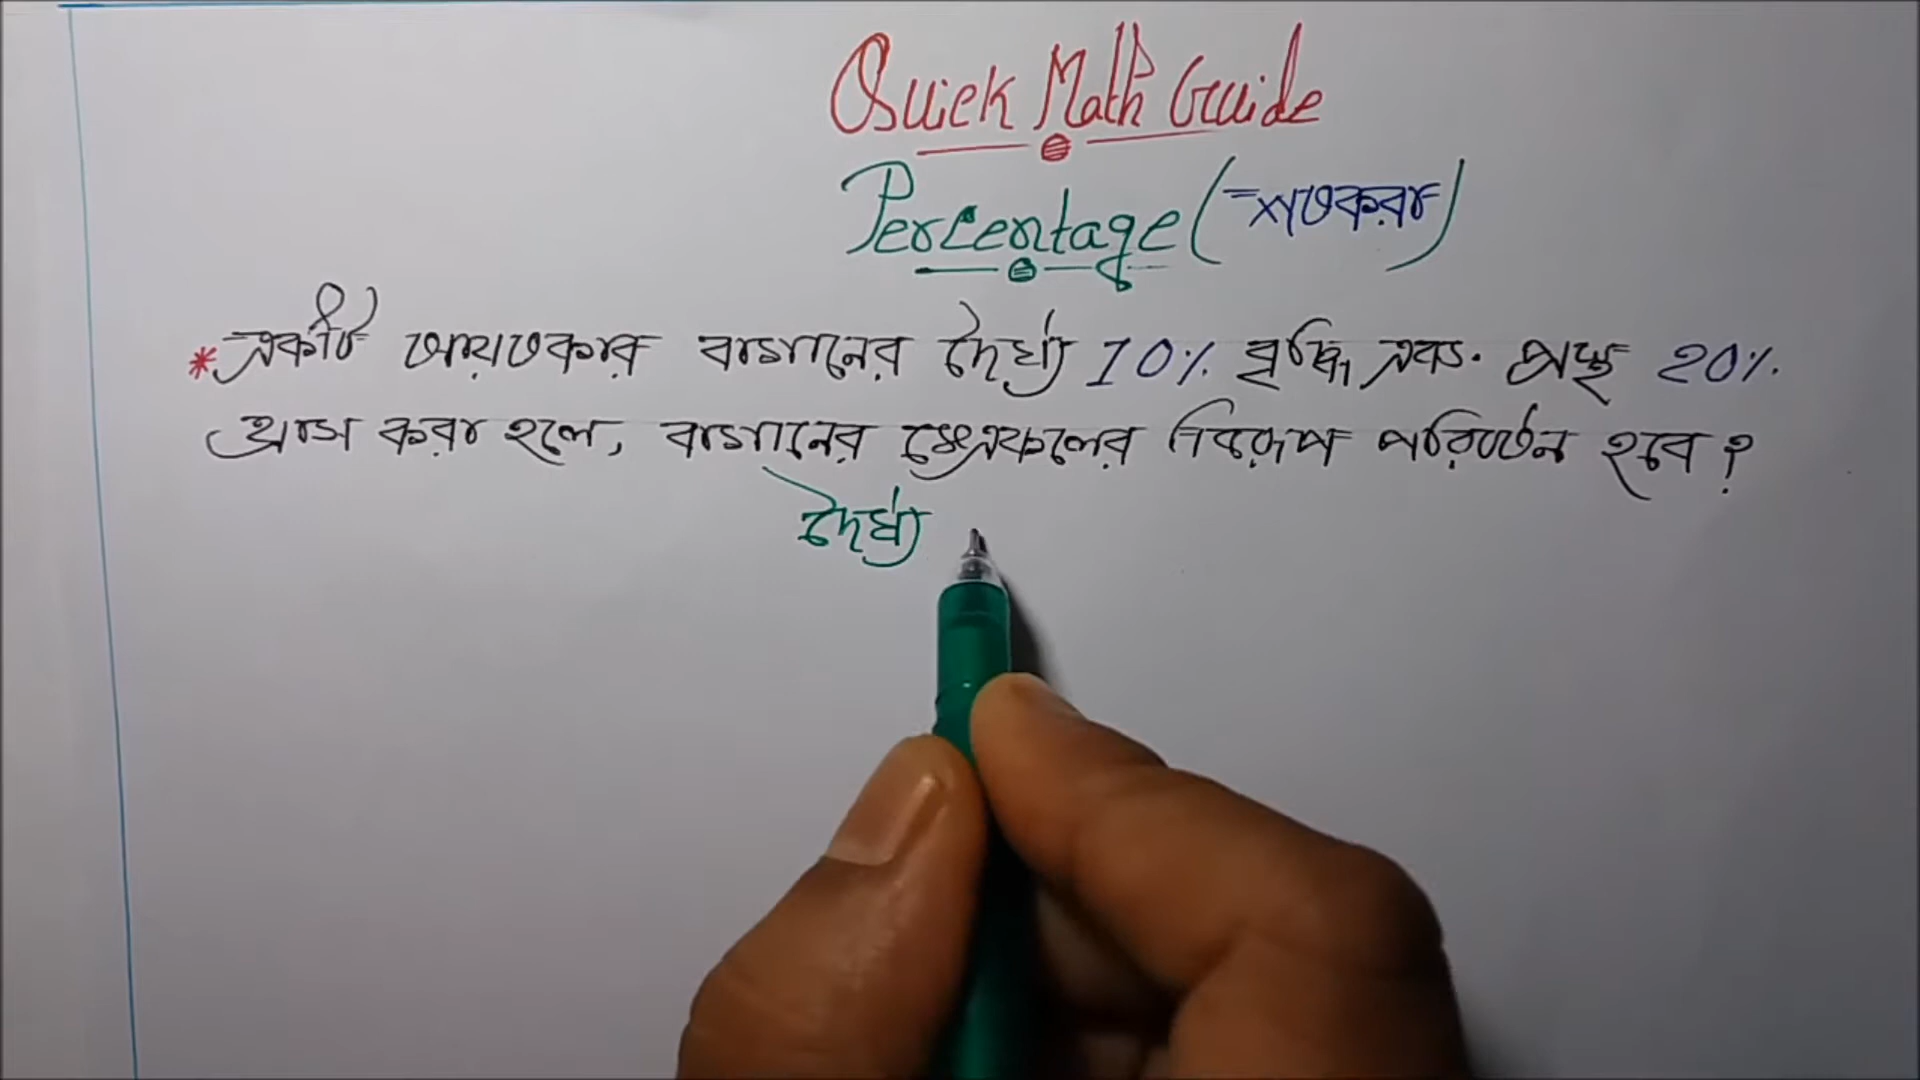 Quick Math Guide
Percentage (শতকরা)
* একটি আয়তকার বাগানের দৈর্ঘ্য 10% বৃদ্ধি এবং প্রস্থ 20%
হ্রাস করা হলে, বাগানের ক্ষেত্রফলের কিরূপ পরিবর্তন হবে ?
দৈর্ঘ্য